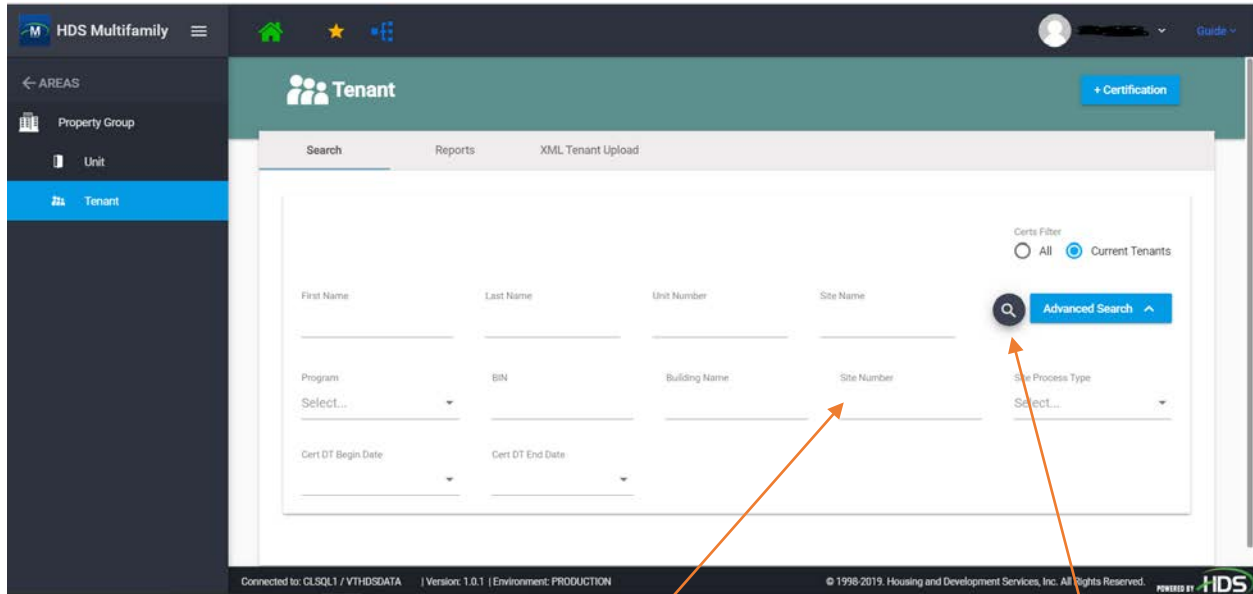 M HDS Multifamily
Guide
AREAS
Tenant
+ Certification
Property Group
Search Reports XML Tenant Upload
Unit
Tenant
Certs Filter
All Current Tenants
First Name Last Name Unit Number Site Name
Advanced Search
Program BIN Building Name Site Number Site Process Type
Select... Select...
Cert DT Begin Date Cert DT End Date
Connected to: CLSQL1 / VTHDSDATA | Version: 1.0.1 | Environment: PRODUCTION © 1998-2019. Housing and Development Services, Inc. All Rights Reserved. POWERED BY HDS